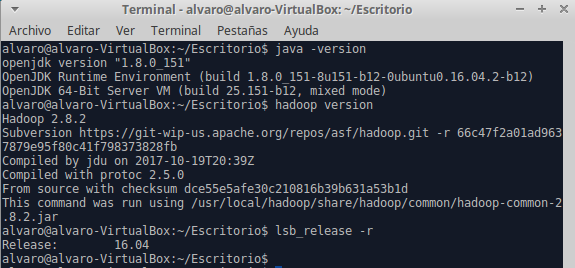 Terminal - alvaro@alvaro-VirtualBox: ~/Escritorio
Archivo Editar Ver Terminal Pestañas Ayuda
alvaro@alvaro-VirtualBox:~/Escritorio$ java -version
openjdk version "1.8.0_151"
OpenJDK Runtime Environment (build 1.8.0_151-8u151-b12-0ubuntu0.16.04.2-b12)
OpenJDK 64-Bit Server VM (build 25.151-b12, mixed mode)
alvaro@alvaro-VirtualBox:~/Escritorio$ hadoop version
Hadoop 2.8.2
Subversion https://git-wip-us.apache.org/repos/asf/hadoop.git -r 66c47f2a01ad963
7879e95f80c41f798373828fb
Compiled by jdu on 2017-10-19T20:39Z
Compiled with protoc 2.5.0
From source with checksum dce55e5afe30c210816b39b631a53b1d
This command was run using /usr/local/hadoop/share/hadoop/common/hadoop-common-2
.8.2.jar
alvaro@alvaro-VirtualBox:~/Escritorio$ lsb_release -r
Release: 16.04
alvaro@alvaro-VirtualBox:~/Escritorio$